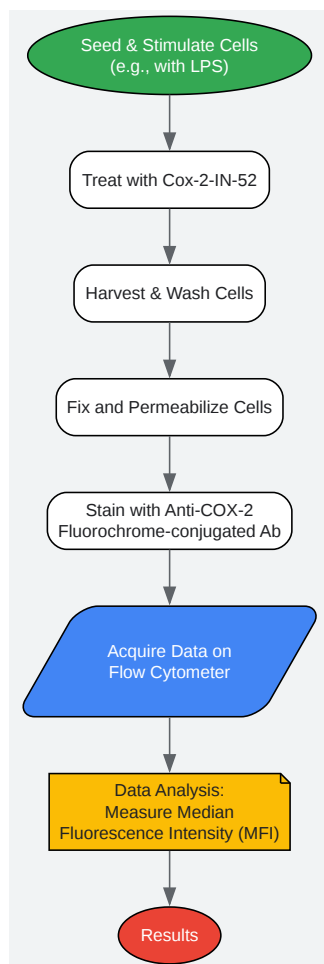 Seed & Stimulate Cells
(e.g., with LPS)
Treat with Cox-2-IN-52
Harvest & Wash Cells
Fix and Permeabilize Cells
Stain with Anti-COX-2
Fluorochrome-conjugated Ab
Acquire Data on
Flow Cytometer
Data Analysis:
Measure Median
Fluorescence Intensity (MFI)
Results